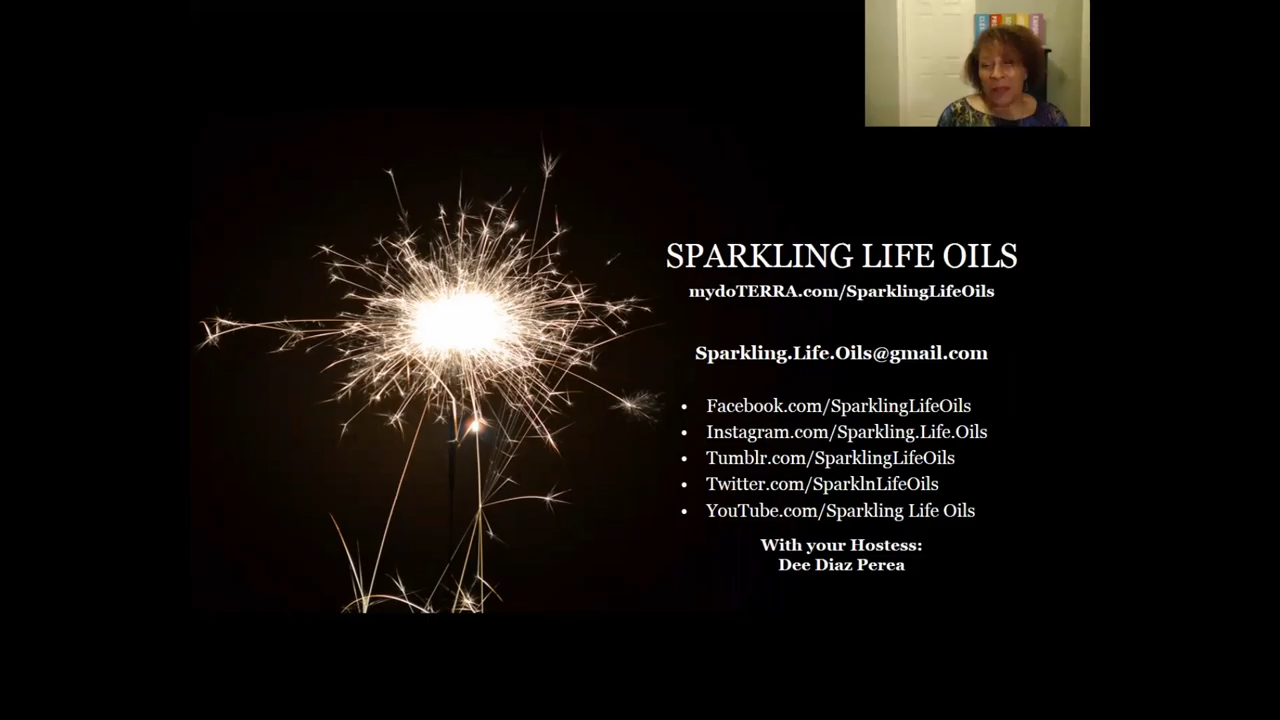 SPARKLING LIFE OILS
mydoTERRA.com/SparklingLifeOils
Sparkling.Life.Oils@gmail.com
• Facebook.com/SparklingLifeOils
• Instagram.com/Sparkling.Life.Oils
• Tumblr.com/SparklingLifeOils
• Twitter.com/SparklnLifeOils
• YouTube.com/Sparkling Life Oils
With your Hostess:
Dee Diaz Perea